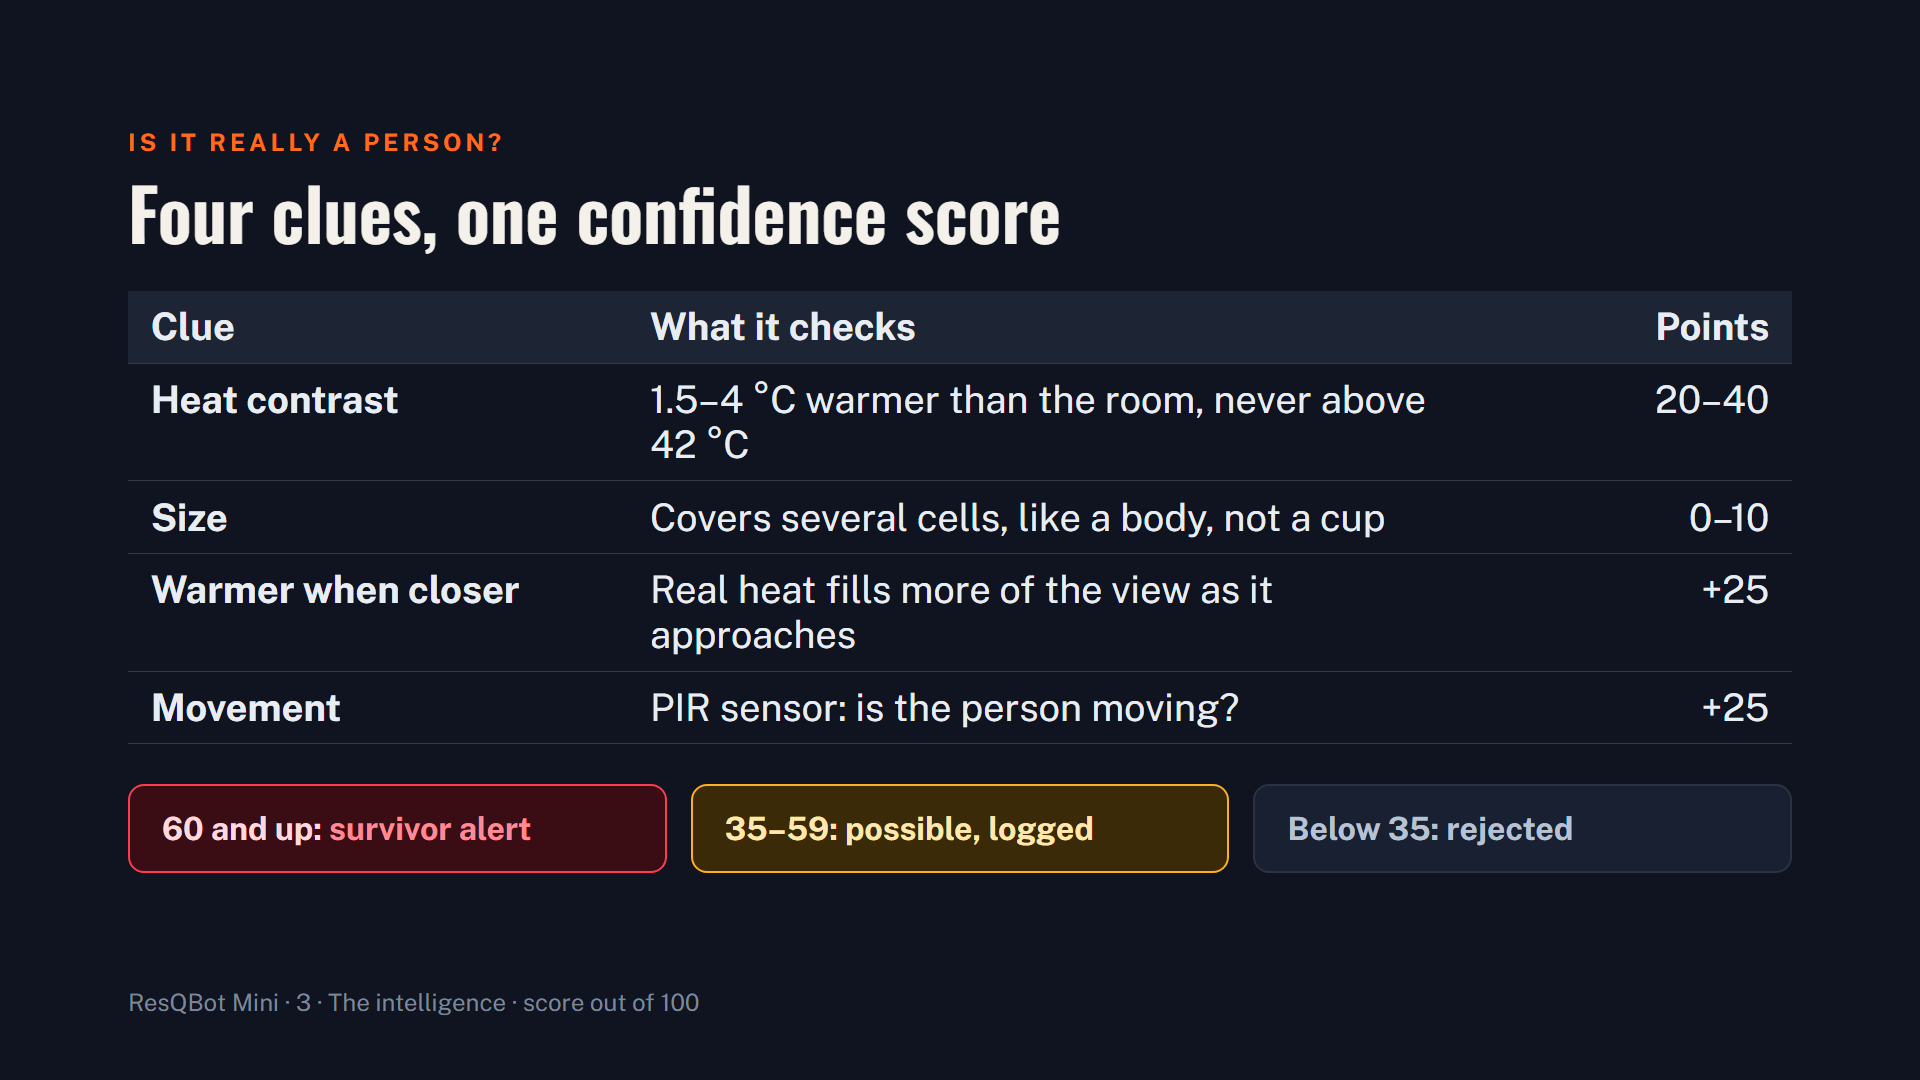 IS IT REALLY A PERSON?
Four clues, one confidence score
Clue What it checks Points
Heat contrast 1.5–4 °C warmer than the room, never above 20–40
42 °C
Size Covers several cells, like a body, not a cup 0–10
Warmer when closer Real heat fills more of the view as it +25
approaches
Movement PIR sensor: is the person moving? +25
60 and up: survivor alert 35–59: possible, logged Below 35: rejected
ResQBot Mini · 3 · The intelligence · score out of 100